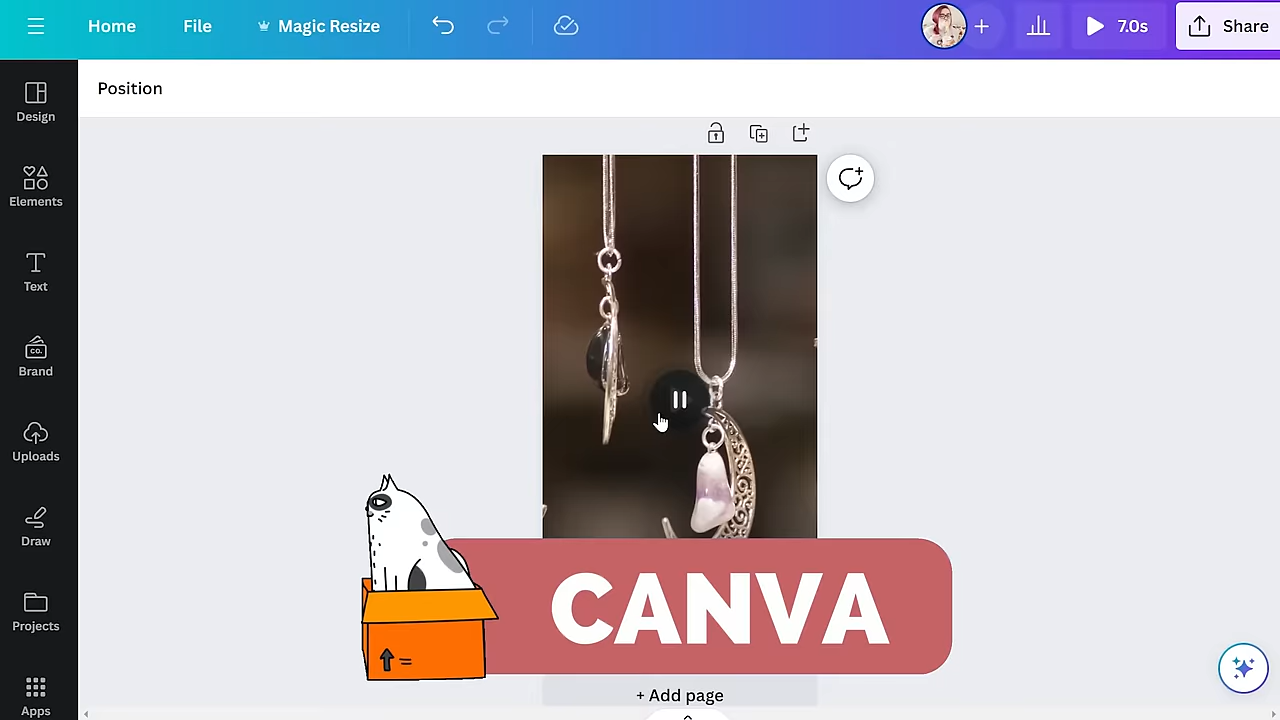 Home
File
Magic Resize
7.0s
Share
Position
Design
Elements
Text
CO.
Brand
Uploads
Draw
Projects
Apps
CANVA
+ Add page